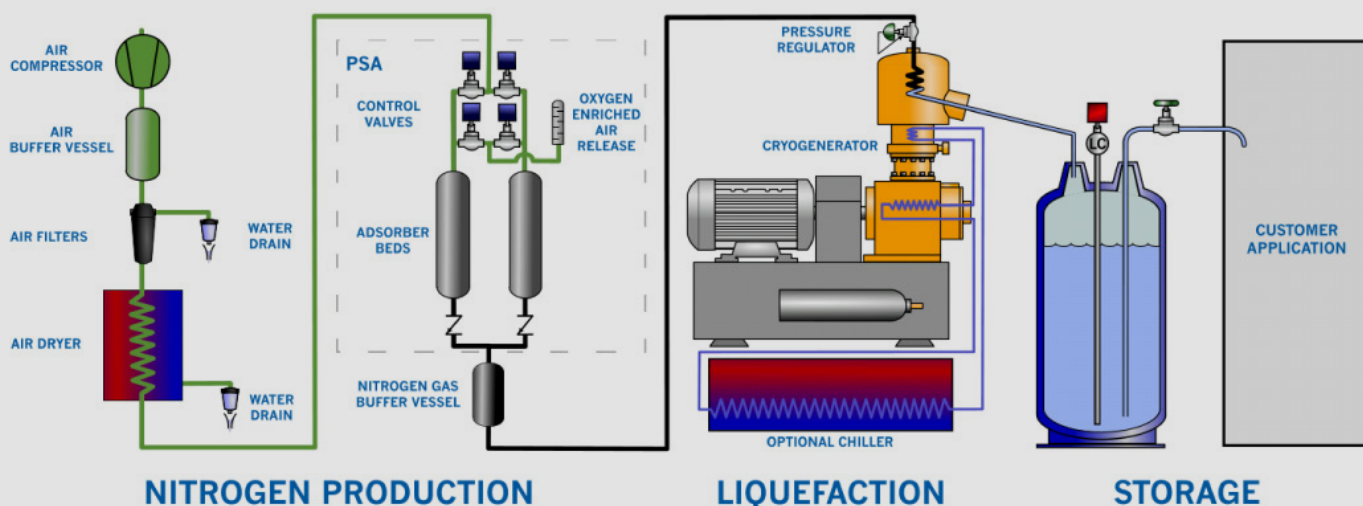 AIR
COMPRESSOR
AIR
BUFFER VESSEL
AIR FILTERS
WATER
DRAIN
AIR DRYER
WATER
DRAIN
PSA
CONTROL
VALVES
OXYGEN
ENRICHED
AIR
RELEASE
ADSORBER
BEDS
NITROGEN GAS
BUFFER VESSEL
PRESSURE
REGULATOR
CRYOGENERATOR
OPTIONAL CHILLER
LC
CUSTOMER
APPLICATION
NITROGEN PRODUCTION
LIQUEFACTION
STORAGE